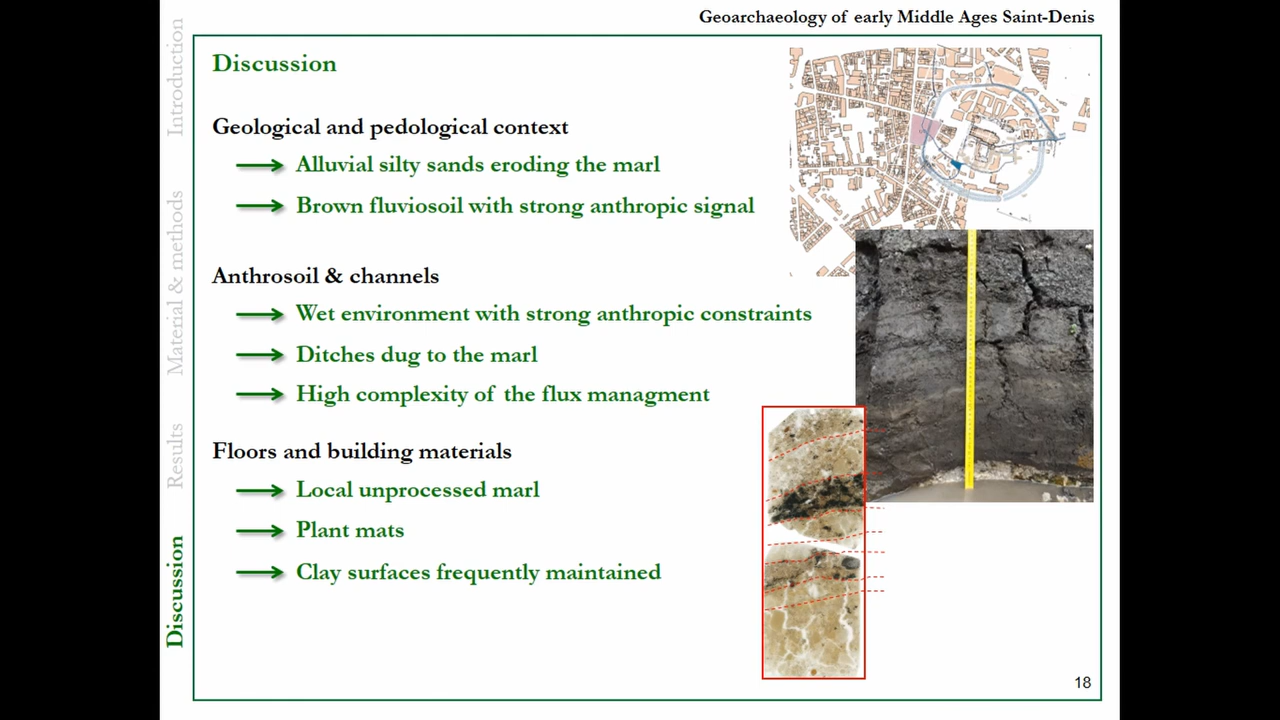 Geoarchaeology of early Middle Ages Saint-Denis
Introduction
Material & methods
Results
Discussion
Discussion
Geological and pedological context
Alluvial silty sands eroding the marl
Brown fluviosoil with strong anthropic signal
Anthrosoil & channels
Wet environment with strong anthropic constraints
Ditches dug to the marl
High complexity of the flux managment
Floors and building materials
Local unprocessed marl
Plant mats
Clay surfaces frequently maintained
18